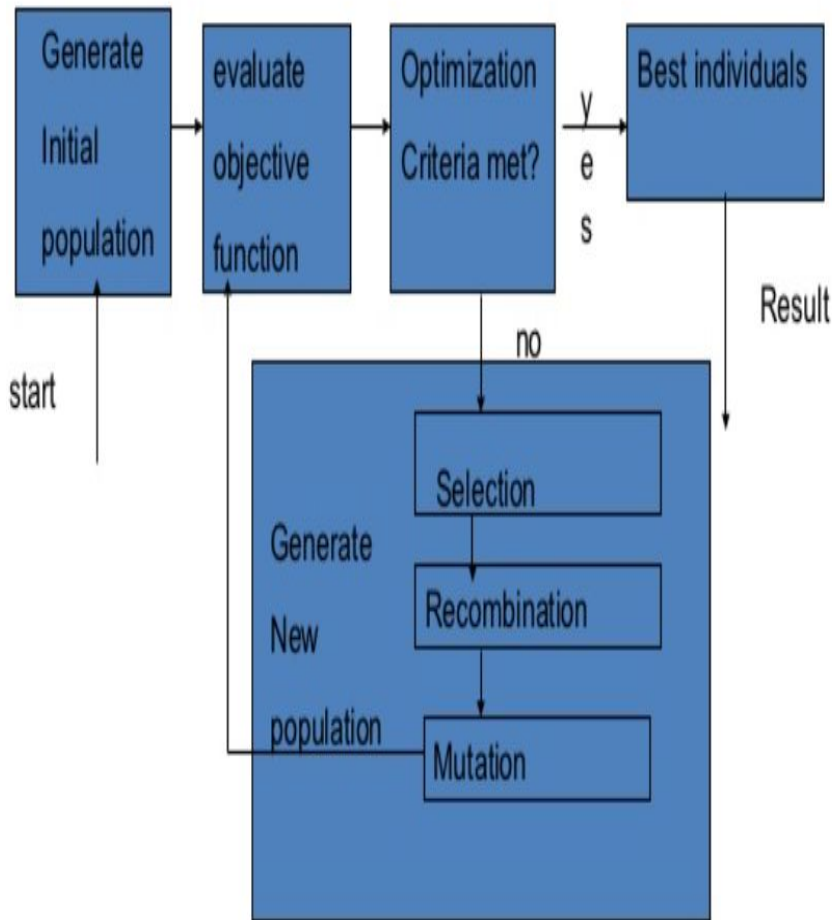 Generate
Initial
population
start
evaluate
objective
function
Optimization
Criteria met?
y
e
s
Best individuals
Result
no
Generate
New
population
Selection
Recombination
Mutation